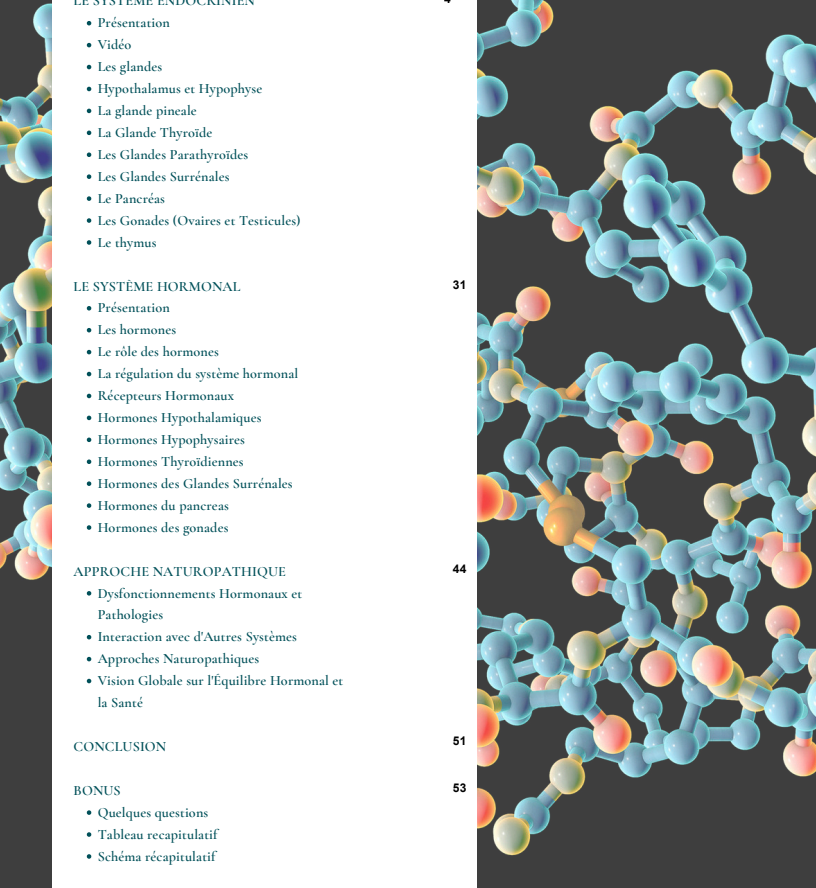 LE SYSTÈME ENDOCRINIEN 4
• Présentation
• Vidéo
• Les glandes
• Hypothalamus et Hypophyse
• La glande pineale
• La Glande Thyroïde
• Les Glandes Parathyroïdes
• Les Glandes Surrénales
• Le Pancréas
• Les Gonades (Ovaires et Testicules)
• Le thymus
LE SYSTÈME HORMONAL 31
• Présentation
• Les hormones
• Le rôle des hormones
• La régulation du système hormonal
• Récepteurs Hormonaux
• Hormones Hypothalamiques
• Hormones Hypophysaires
• Hormones Thyroïdiennes
• Hormones des Glandes Surrénales
• Hormones du pancreas
• Hormones des gonades
APPROCHE NATUROPATHIQUE 44
• Dysfonctionnements Hormonaux et
Pathologies
• Interaction avec d'Autres Systèmes
• Approches Naturopathiques
• Vision Globale sur l'Équilibre Hormonal et
la Santé
CONCLUSION 51
BONUS 53
• Quelques questions
• Tableau recapitulatif
• Schéma récapitulatif